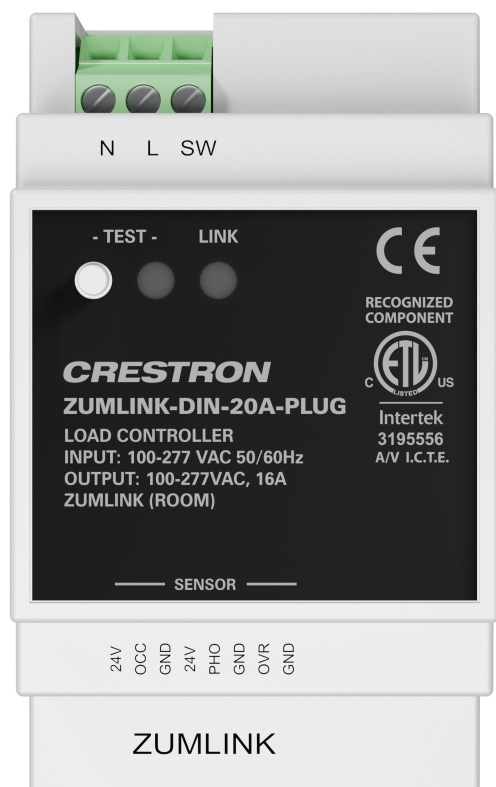 N L SW
- TEST - LINK
CE
RECOGNIZED
COMPONENT
ETL CM
LISTED
C US
Intertek
3195556
A/V I.C.T.E.
CRESTRON
ZUMLINK-DIN-20A-PLUG
LOAD CONTROLLER
INPUT: 100-277 VAC 50/60Hz
OUTPUT: 100-277VAC, 16A
ZUMLINK (ROOM)
SENSOR
24V OCC GND 24V PHO GND OVR GND
ZUMLINK